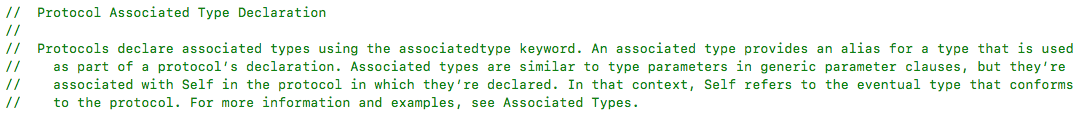 //  Protocol Associated Type Declaration
//
//  Protocols declare associated types using the associatedtype keyword. An associated type provides an alias for a type that is used
//    as part of a protocol’s declaration. Associated types are similar to type parameters in generic parameter clauses, but they’re
//    associated with Self in the protocol in which they’re declared. In that context, Self refers to the eventual type that conforms
//    to the protocol. For more information and examples, see Associated Types.